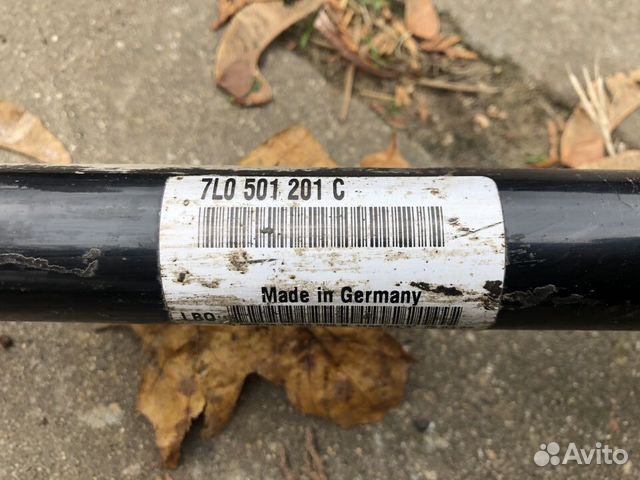 7L0 501 201 C
Made in Germany
LBO
Avito